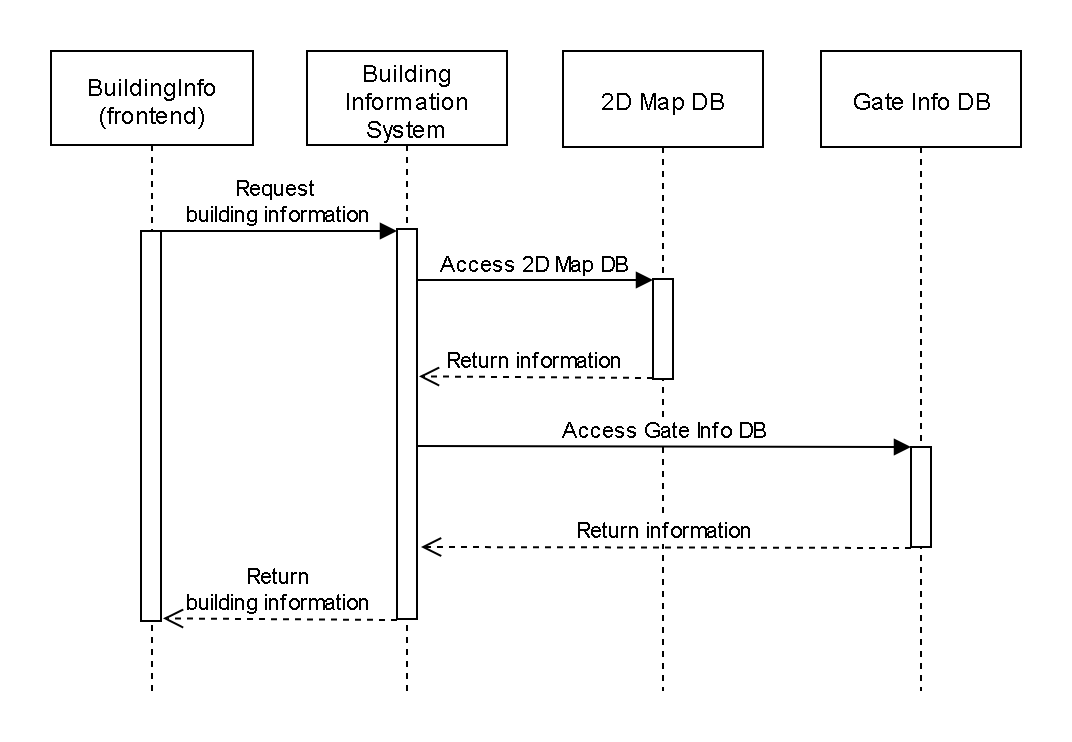 BuildingInfo
(frontend)
Building
Information
System
2D Map DB
Gate Info DB
Request
building information
Access 2D Map DB
Return information
Access Gate Info DB
Return information
Return
building information